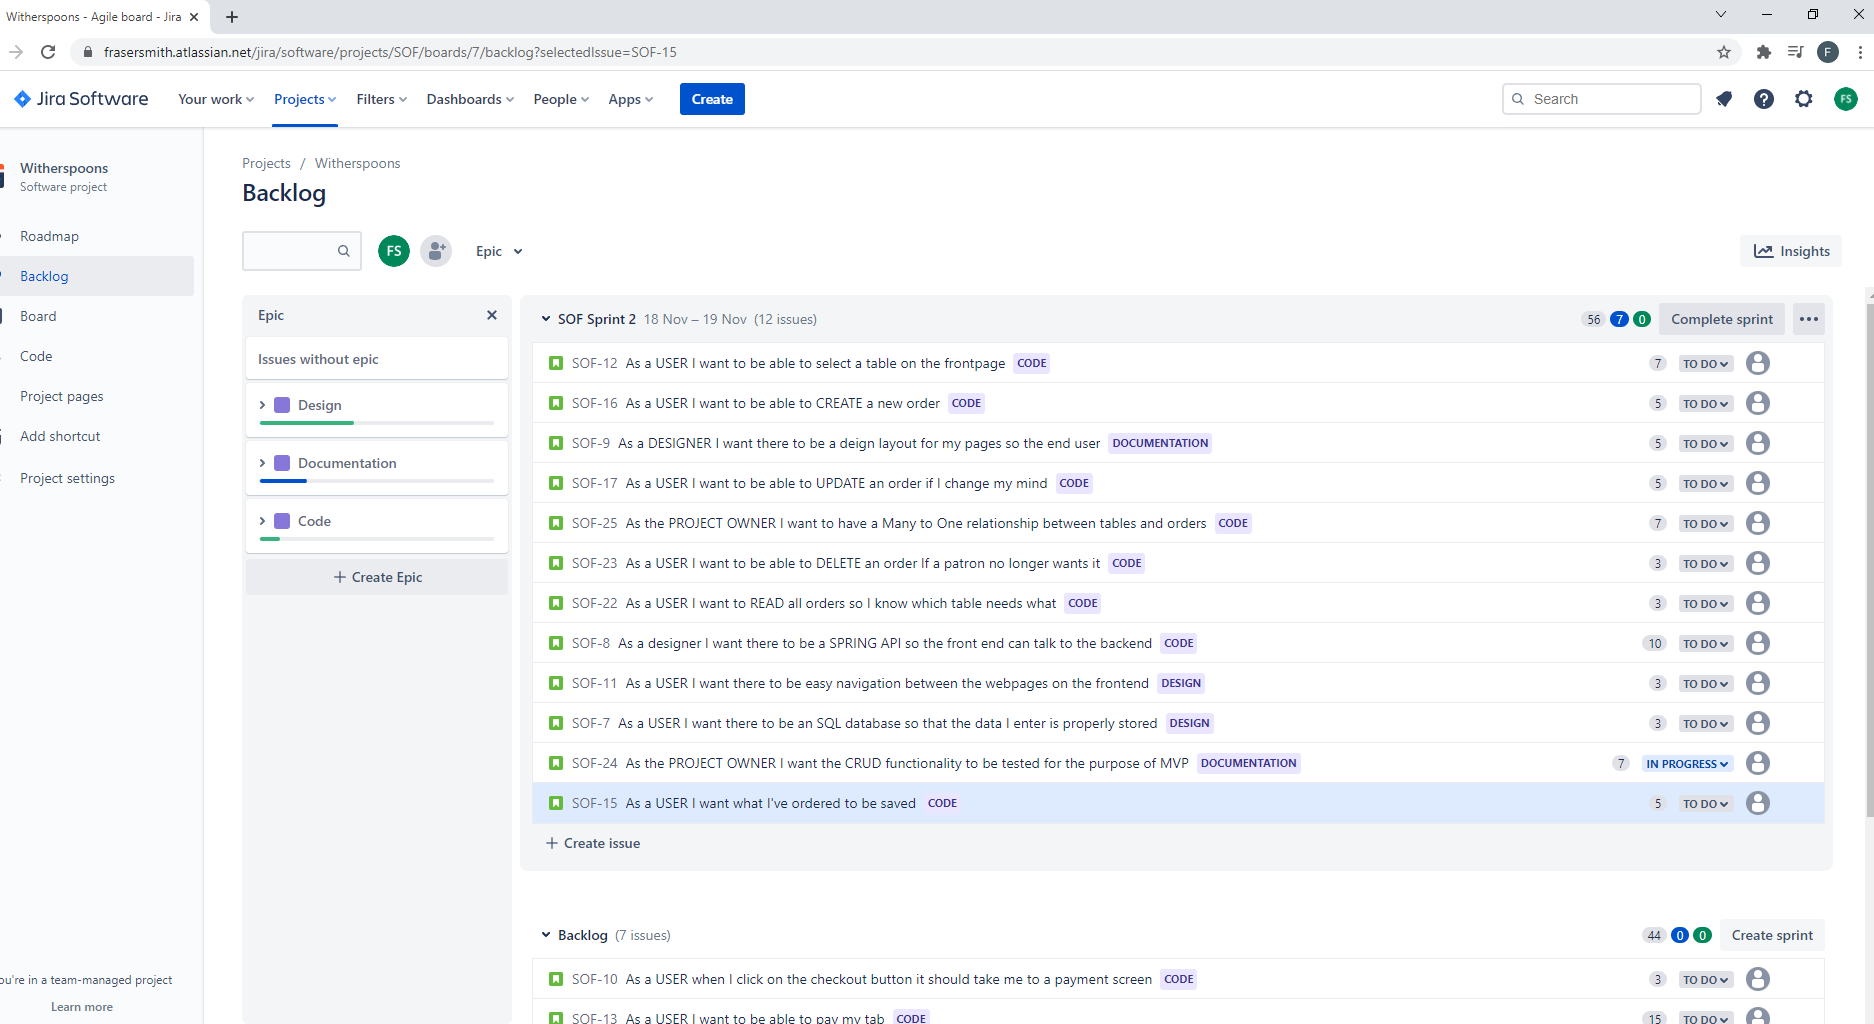 Witherspoons - Agile board - Jira
frasersmith.atlassian.net/jira/software/projects/SOF/boards/7/backlog?selectedIssue=SOF-15
F
Jira Software Your work Projects Filters Dashboards People Apps Create Search FS
Witherspoons
Software project
Roadmap
Backlog
Board
Code
Project pages
Add shortcut
Project settings
ou're in a team-managed project
Learn more
Projects / Witherspoons
Backlog
FS Epic Insights
Epic
Issues without epic
Design
Documentation
Code
+ Create Epic
SOF Sprint 2 18 Nov – 19 Nov (12 issues) 56 7 0 Complete sprint
SOF-12 As a USER I want to be able to select a table on the frontpage CODE 7 TO DO
SOF-16 As a USER I want to be able to CREATE a new order CODE 5 TO DO
SOF-9 As a DESIGNER I want there to be a deign layout for my pages so the end user DOCUMENTATION 5 TO DO
SOF-17 As a USER I want to be able to UPDATE an order if I change my mind CODE 5 TO DO
SOF-25 As the PROJECT OWNER I want to have a Many to One relationship between tables and orders CODE 7 TO DO
SOF-23 As a USER I want to be able to DELETE an order If a patron no longer wants it CODE 3 TO DO
SOF-22 As a USER I want to READ all orders so I know which table needs what CODE 3 TO DO
SOF-8 As a designer I want there to be a SPRING API so the front end can talk to the backend CODE 10 TO DO
SOF-11 As a USER I want there to be easy navigation between the webpages on the frontend DESIGN 3 TO DO
SOF-7 As a USER I want there to be an SQL database so that the data I enter is properly stored DESIGN 3 TO DO
SOF-24 As the PROJECT OWNER I want the CRUD functionality to be tested for the purpose of MVP DOCUMENTATION 7 IN PROGRESS
SOF-15 As a USER I want what I've ordered to be saved CODE 5 TO DO
+ Create issue
Backlog (7 issues) 44 0 0 Create sprint
SOF-10 As a USER when I click on the checkout button it should take me to a payment screen CODE 3 TO DO
SOF-13 As a USER I want to be able to pay my tab CODE 15 TO DO